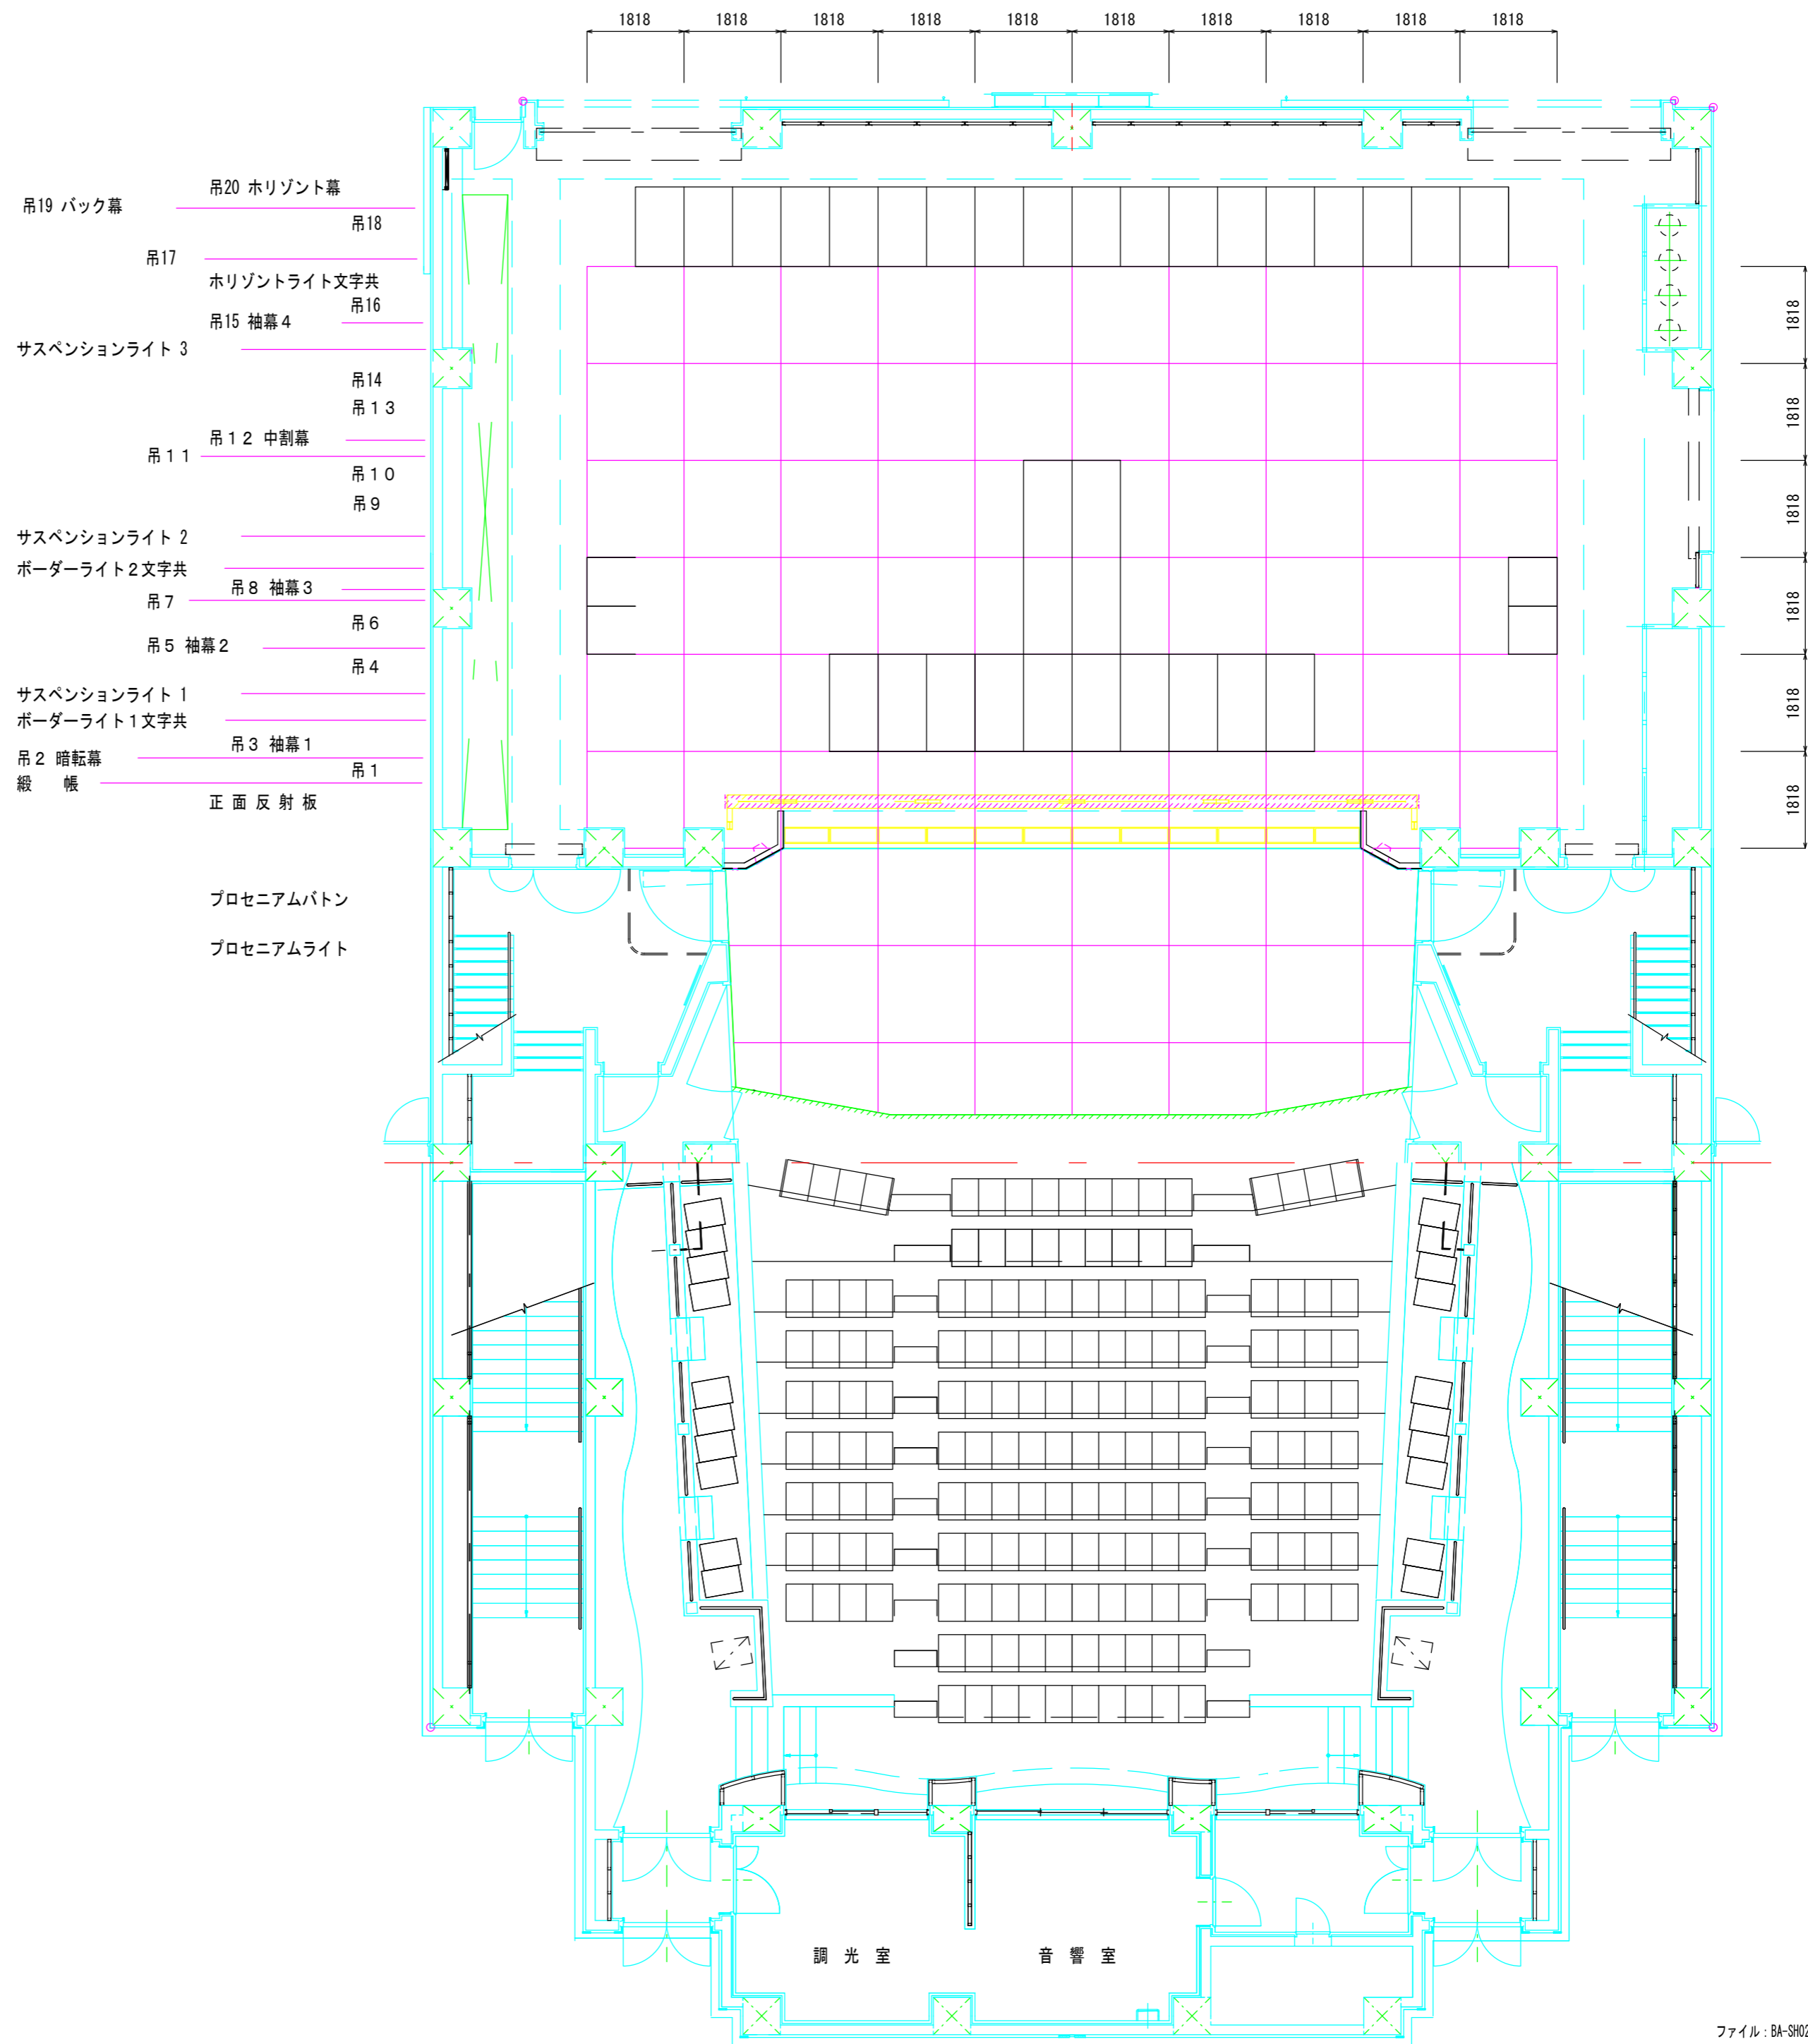 1818 1818 1818 1818 1818 1818 1818 1818 1818 1818
吊20 ホリゾント幕
吊19 バック幕
吊18
吊17
ホリゾントライト文字共
吊16
吊15 袖幕４
サスペンションライト 3
吊14
吊１３
吊１２ 中割幕
吊１１
吊１０
吊９
サスペンションライト 2
ボーダーライト２文字共
吊８ 袖幕３
吊７
吊６
吊５ 袖幕２
吊４
サスペンションライト 1
ボーダーライト１文字共
吊３ 袖幕１
吊２ 暗転幕
吊１
緞　帳
正 面 反 射 板
1818
1818
1818
1818
1818
1818
プロセニアムバトン
プロセニアムライト
調 光 室 音 響 室
ファイル：BA-SH02